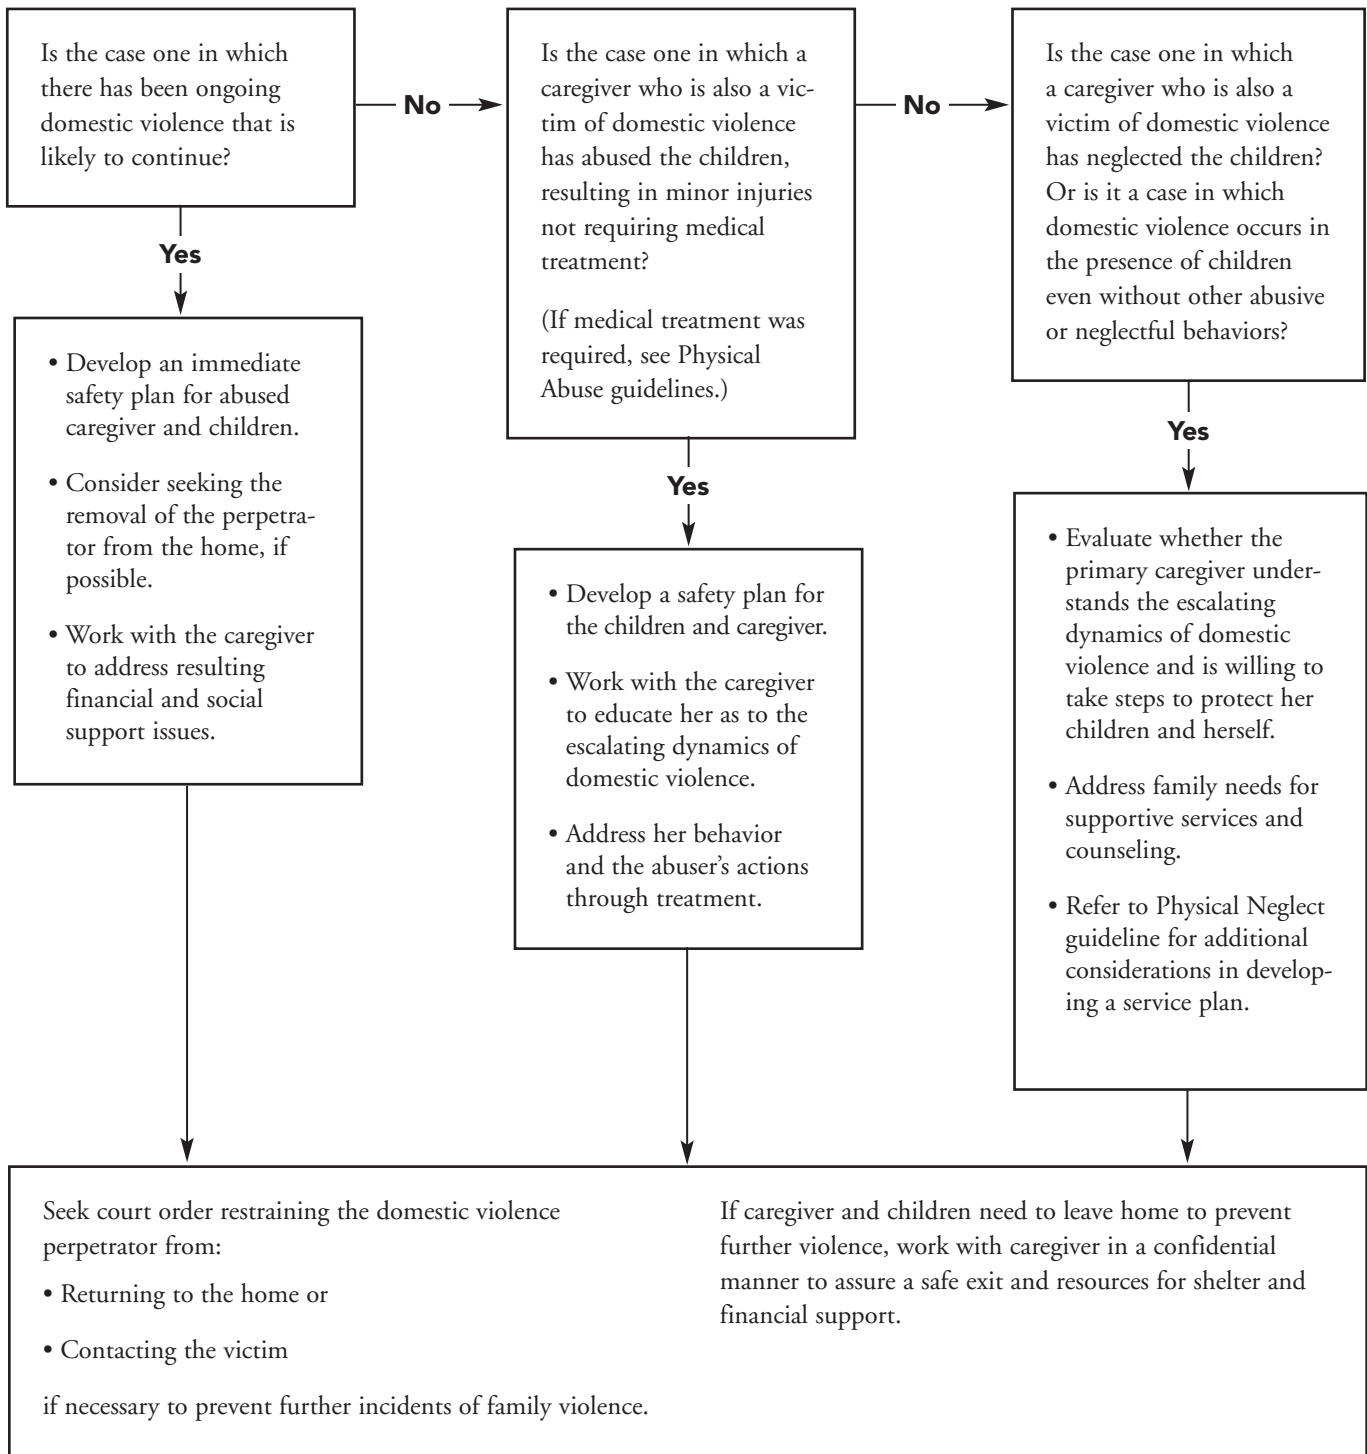 Is the case one in which
there has been ongoing
domestic violence that is
likely to continue?
No
Is the case one in which a
caregiver who is also a vic-
tim of domestic violence
has abused the children,
resulting in minor injuries
not requiring medical
treatment?
(If medical treatment was
required, see Physical
Abuse guidelines.)
No
Is the case one in which
a caregiver who is also a
victim of domestic violence
has neglected the children?
Or is it a case in which
domestic violence occurs in
the presence of children
even without other abusive
or neglectful behaviors?
Yes
• Develop an immediate
safety plan for abused
caregiver and children.
• Consider seeking the
removal of the perpetra-
tor from the home, if
possible.
• Work with the caregiver
to address resulting
financial and social
support issues.
Yes
• Develop a safety plan for
the children and caregiver.
• Work with the caregiver
to educate her as to the
escalating dynamics of
domestic violence.
• Address her behavior
and the abuser's actions
through treatment.
Yes
• Evaluate whether the
primary caregiver under-
stands the escalating
dynamics of domestic
violence and is willing to
take steps to protect her
children and herself.
• Address family needs for
supportive services and
counseling.
• Refer to Physical Neglect
guideline for additional
considerations in develop-
ing a service plan.
Seek court order restraining the domestic violence
perpetrator from:
• Returning to the home or
• Contacting the victim
if necessary to prevent further incidents of family violence.
If caregiver and children need to leave home to prevent
further violence, work with caregiver in a confidential
manner to assure a safe exit and resources for shelter and
financial support.